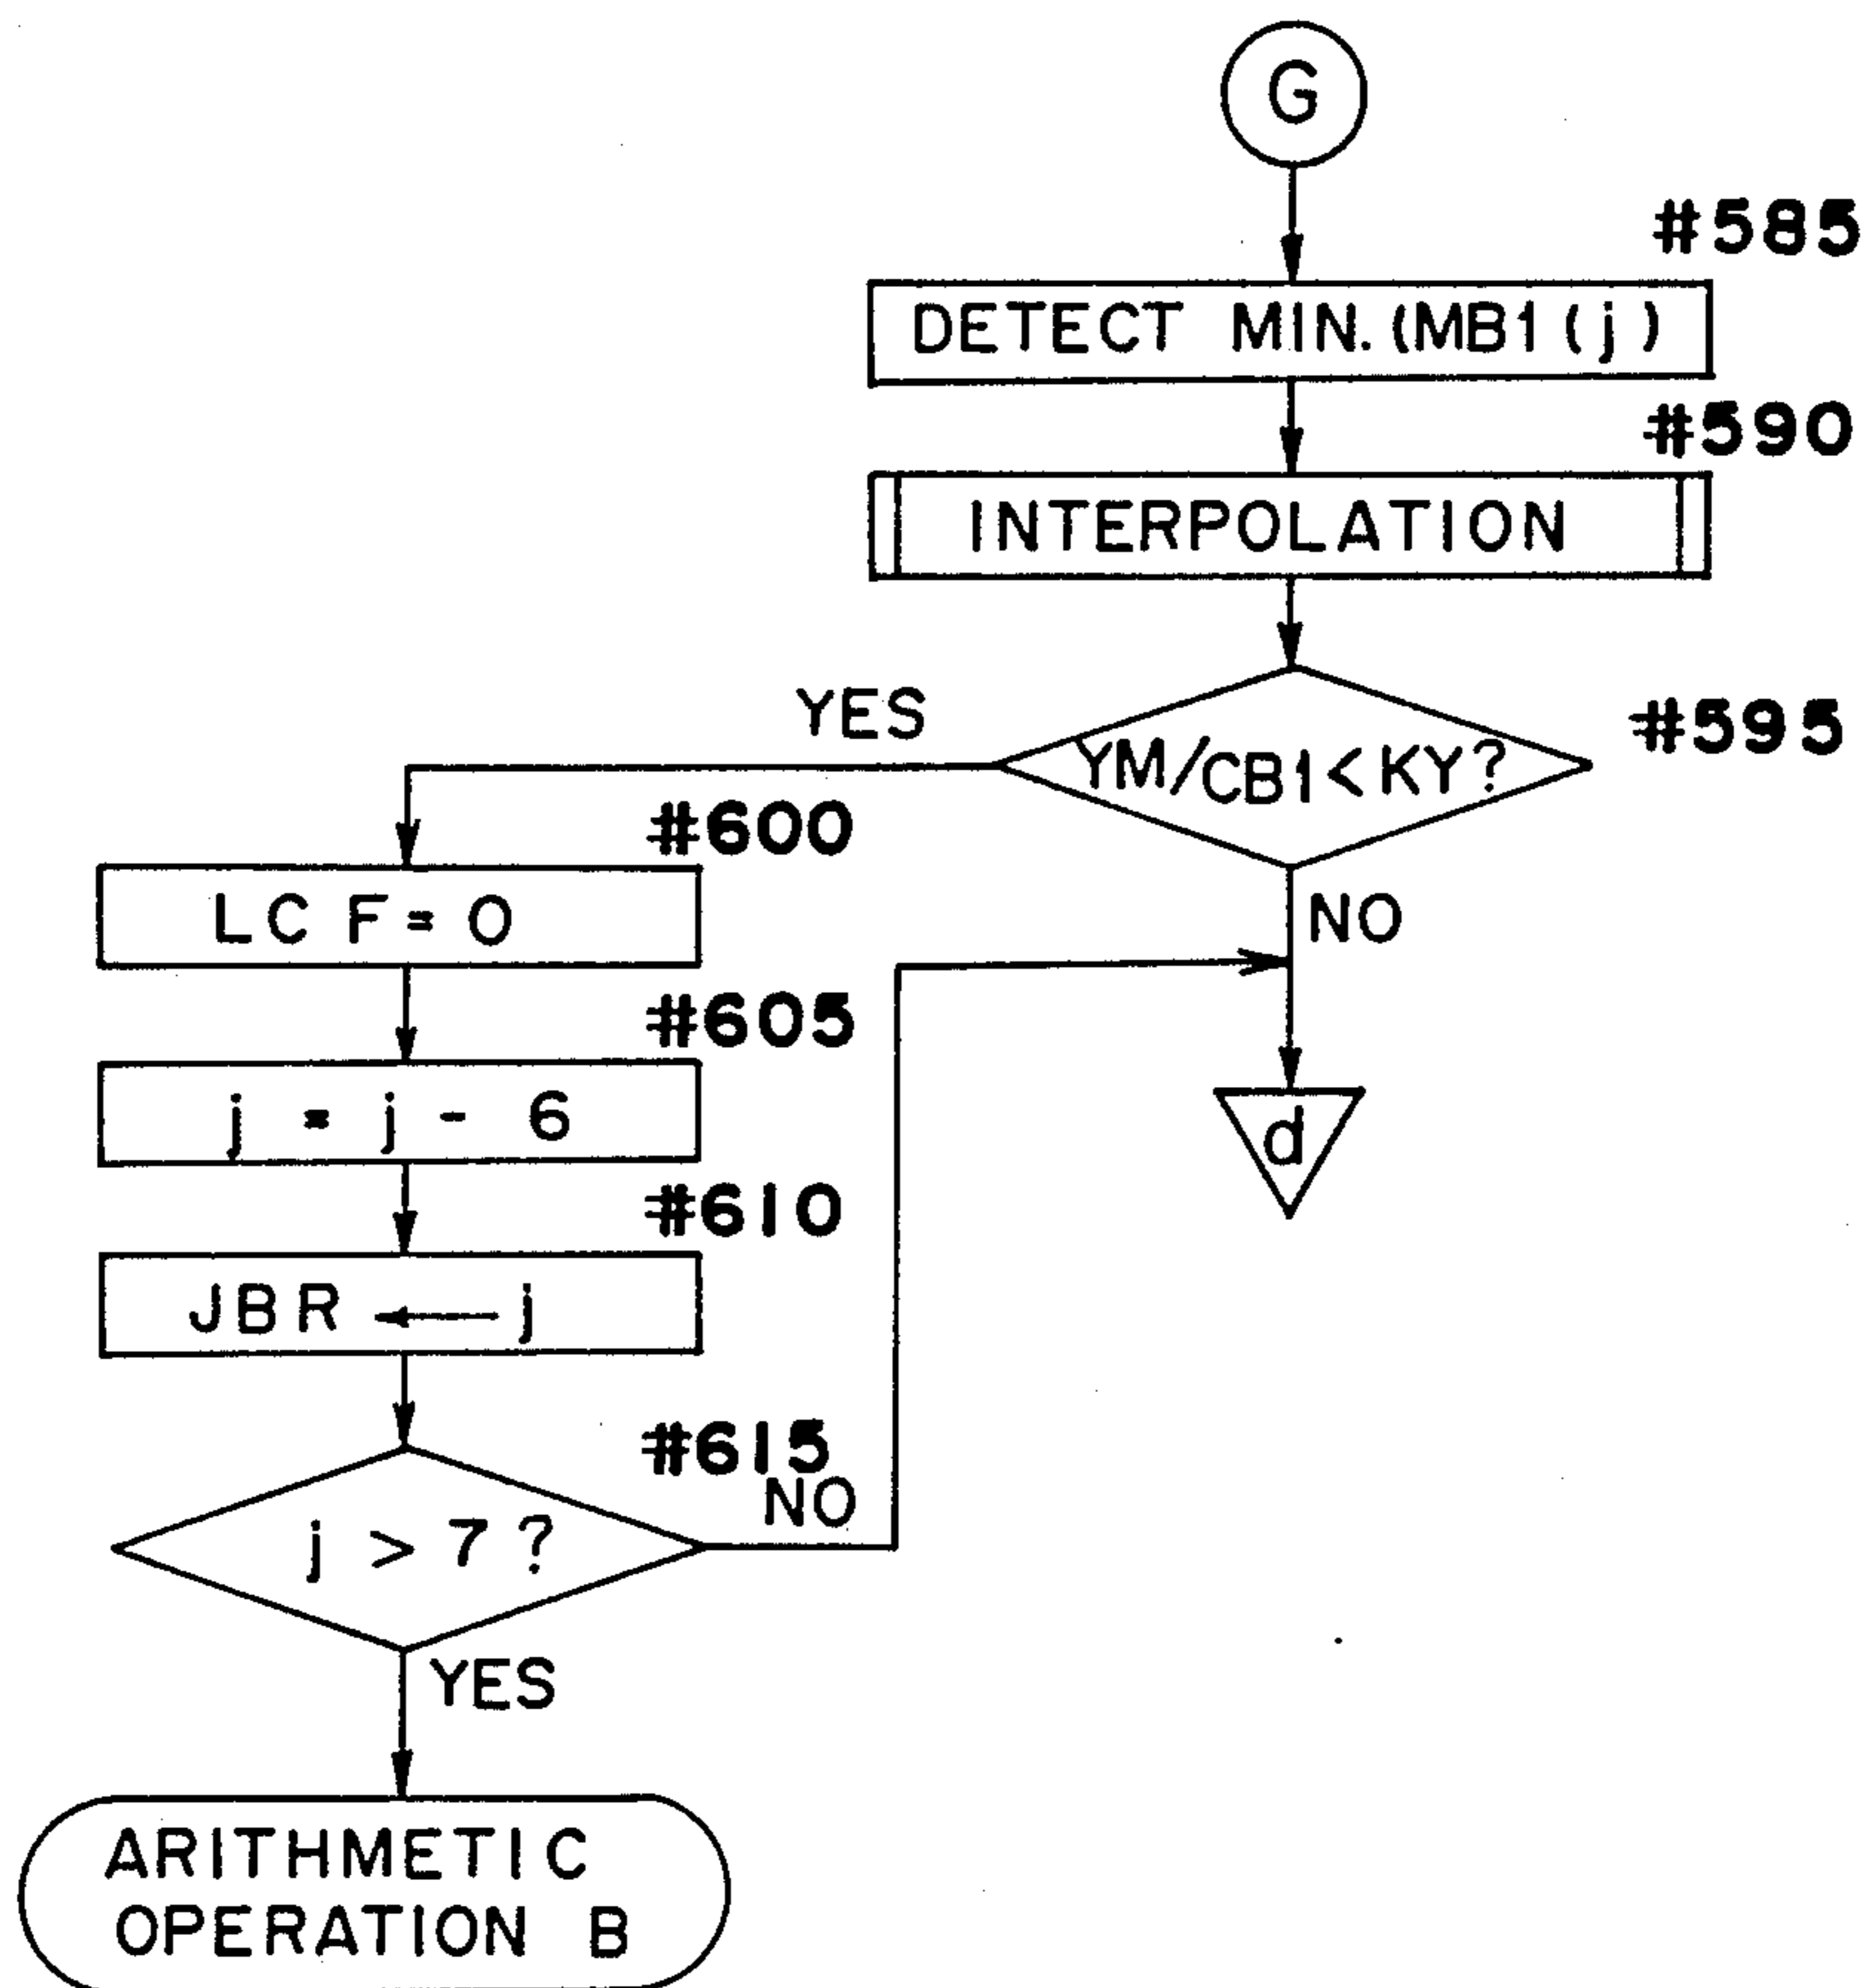 G
#585
DETECT MIN.(MB1(j)
#590
INTERPOLATION
YES
#595
YM/CB1<KY?
#600
LCF=0
NO
#605
j=j-6
d
#610
JBR ← j
#615
NO
j>7?
YES
ARITHMETIC
OPERATION B